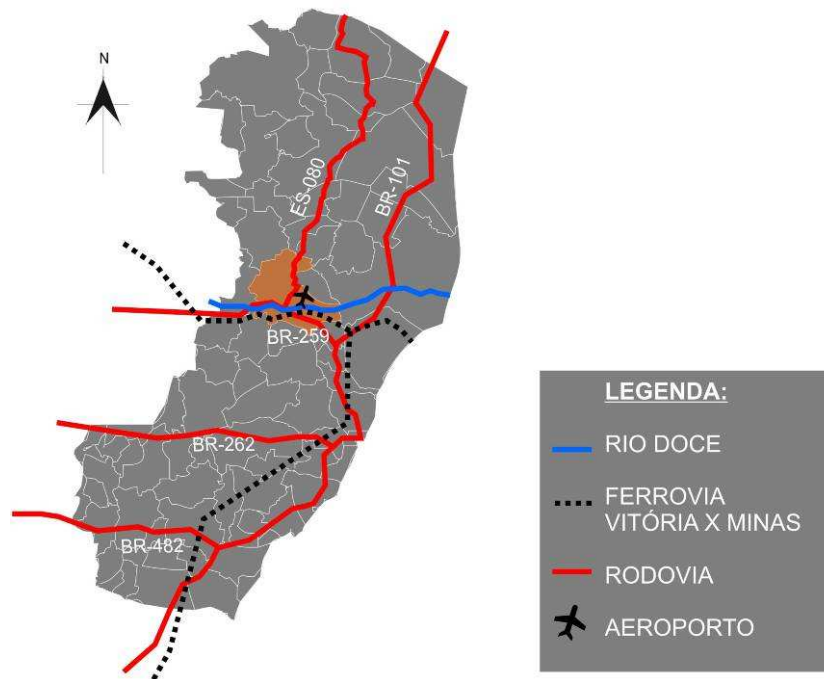 N
ES-080
BR-101
BR-259
BR-262
BR-482
LEGENDA:
RIO DOCE
FERROVIA
VITÓRIA X MINAS
RODOVIA
AEROPORTO